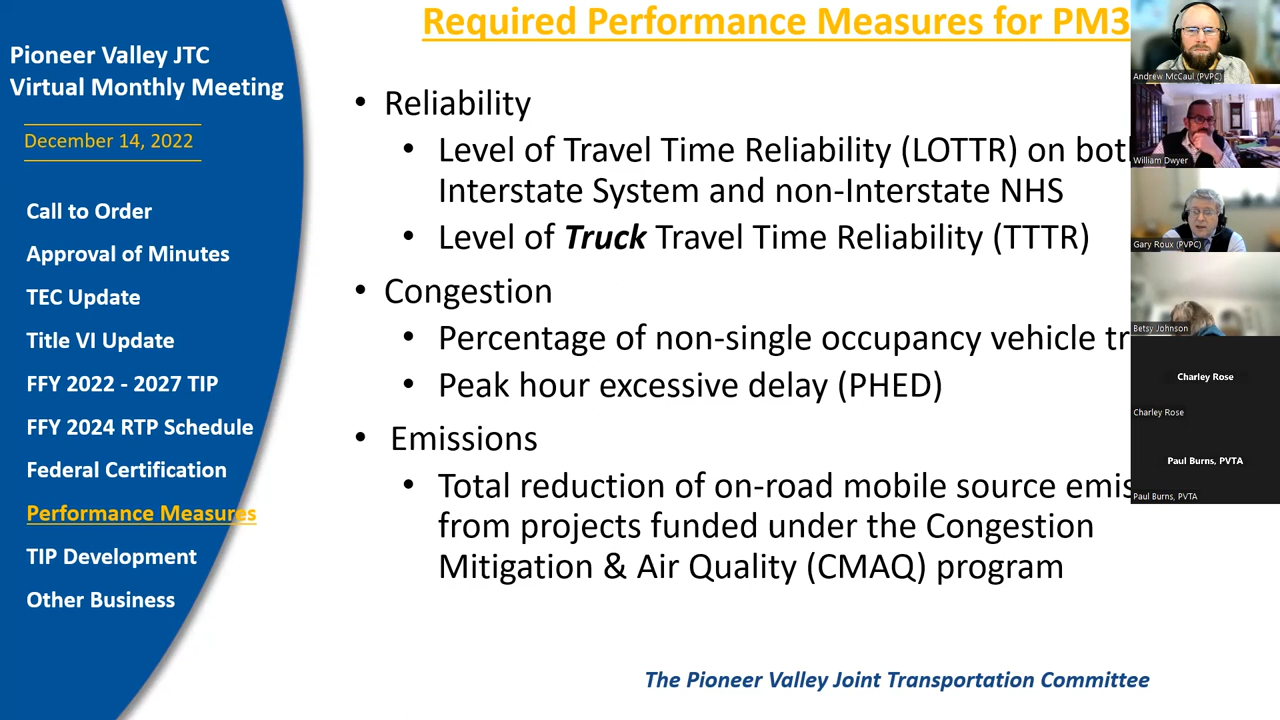 Pioneer Valley JTC
Virtual Monthly Meeting
December 14, 2022
Call to Order
Approval of Minutes
TEC Update
Title VI Update
FFY 2022 - 2027 TIP
FFY 2024 RTP Schedule
Federal Certification
Performance Measures
TIP Development
Other Business
Required Performance Measures for PM3
• Reliability
• Level of Travel Time Reliability (LOTTR) on
Interstate System and non-Interstate NHS
• Level of Truck Travel Time Reliability (TTTR)
• Congestion
• Percentage of non-single occupancy vehicle
• Peak hour excessive delay (PHED)
• Emissions
• Total reduction of on-road mobile source
from projects funded under the Congestion
Mitigation & Air Quality (CMAQ) program
The Pioneer Valley Joint Transportation Committee
Andrew McCaul (PVPC)
William Dwyer
Gary Roux (PVPC)
Betsy Johnson
Charley Rose
Charley Rose
Paul Burns, PVTA
Paul Burns, PVTA